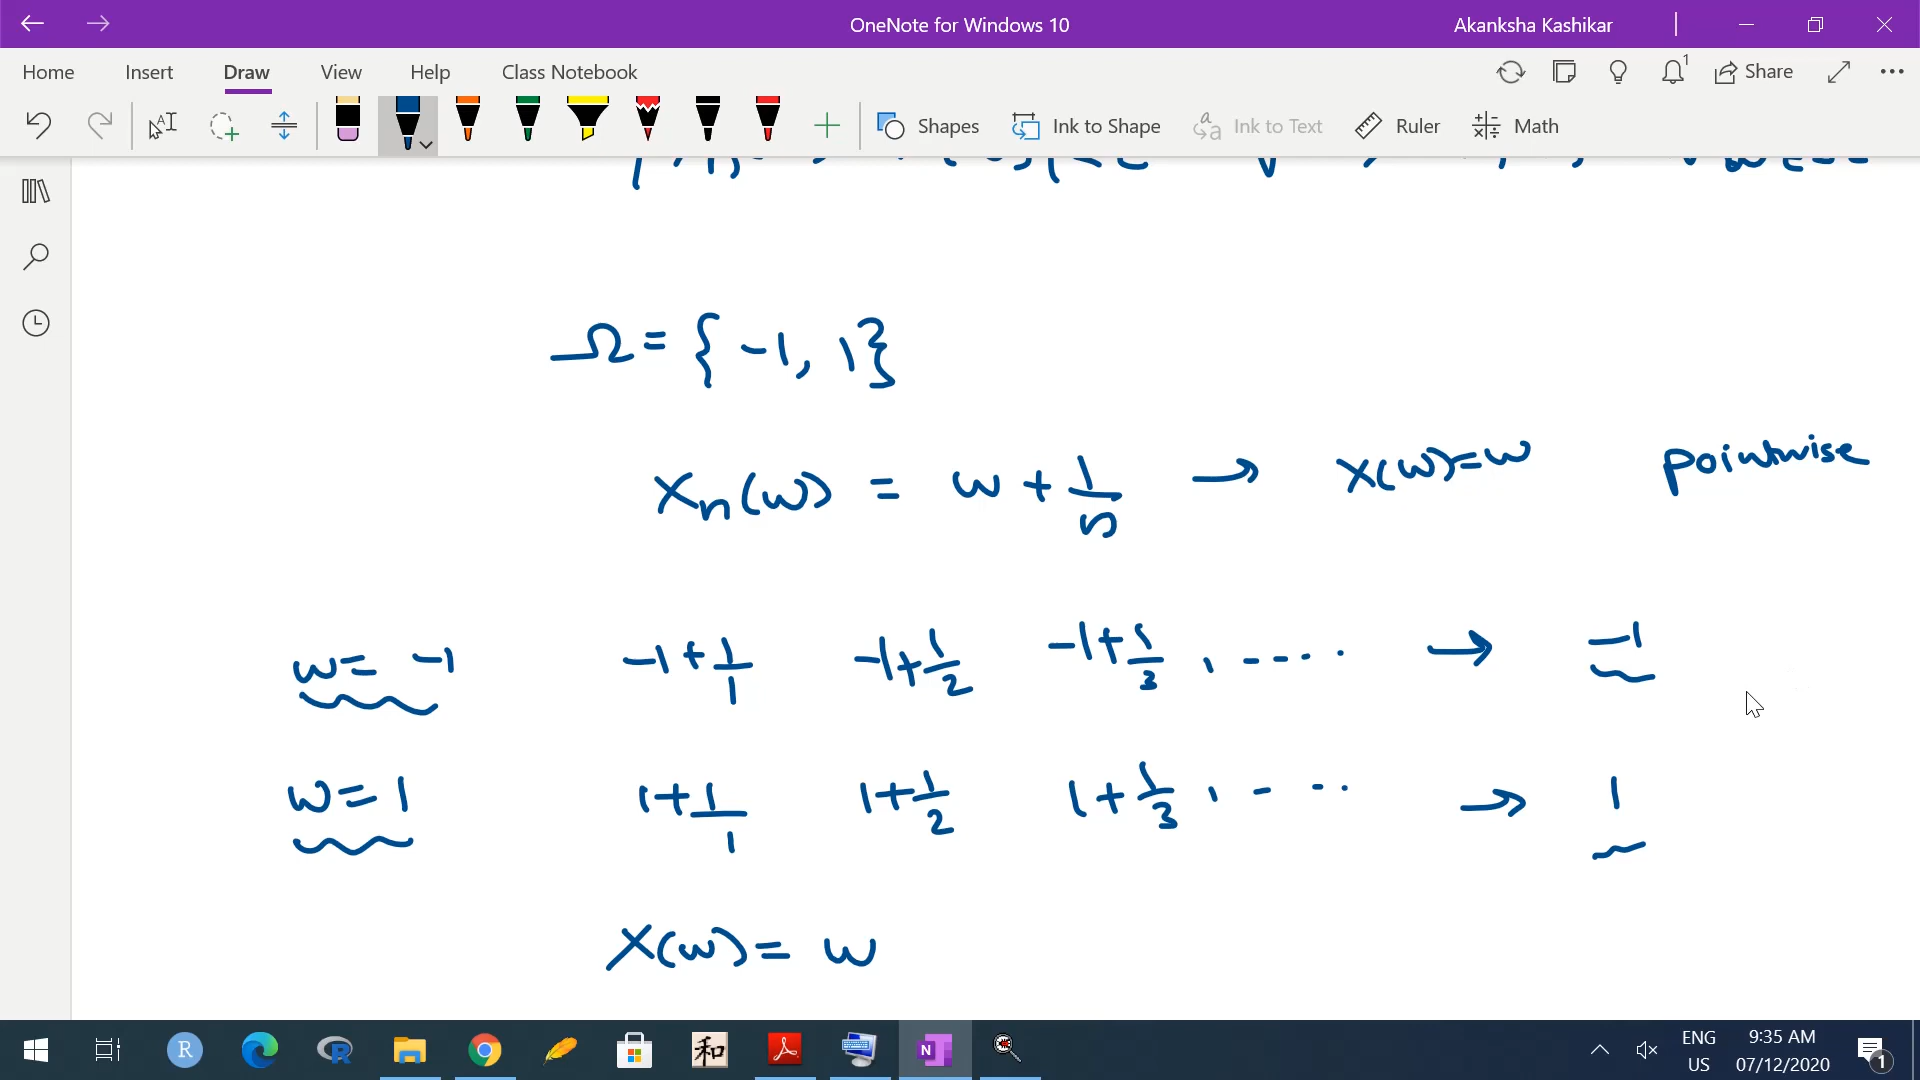 OneNote for Windows 10
Akanksha Kashikar
Home Insert Draw View Help Class Notebook
1
Share
Shapes Ink to Shape Ink to Text Ruler Math
Ω = {-1, 1}
Xn(w) = w + 1/n → X(w)=w pointwise
w= -1 -1+1/1 -1+1/2 -1+1/3, ---·· → -1
w=1 1+1/1 1+1/2 1+1/3, --·· → 1
X(w)= w
ENG
US
9:35 AM
07/12/2020
1